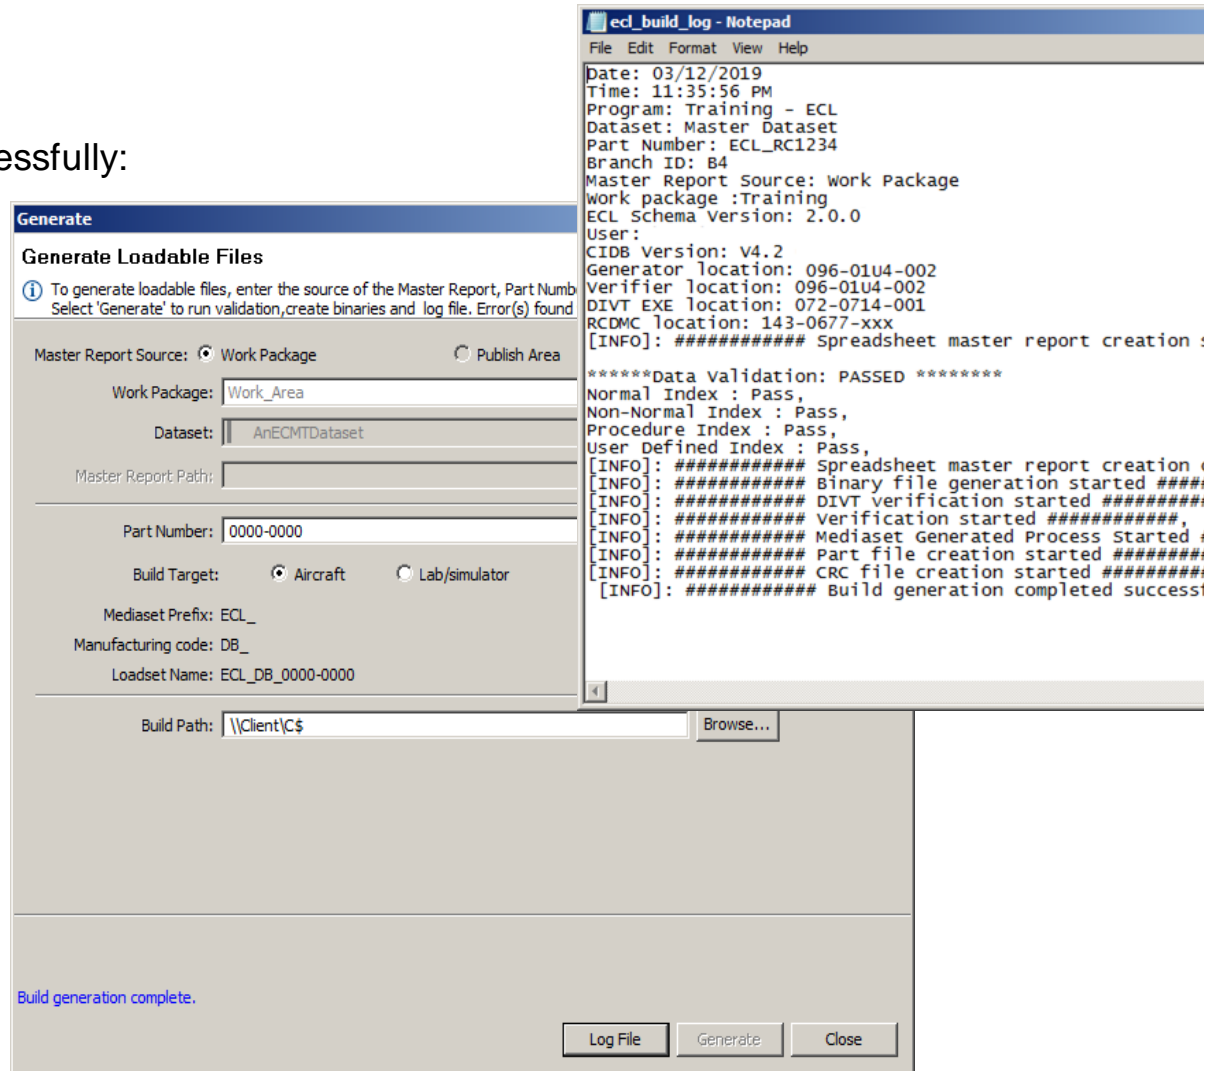 essfully:
ecl_build_log - Notepad
File Edit Format View Help
Date: 03/12/2019
Time: 11:35:56 PM
Program: Training - ECL
Dataset: Master Dataset
Part Number: ECL_RC1234
Branch ID: B4
Master Report Source: Work Package
Work package :Training
ECL Schema Version: 2.0.0
User:
CIDB Version: V4.2
Generator location: 096-01U4-002
Verifier location: 096-01U4-002
DIVT EXE location: 072-0714-001
RCDMC location: 143-0677-xxx
[INFO]: ############ Spreadsheet master report creation s
******Data Validation: PASSED ********
Normal Index : Pass,
Non-Normal Index : Pass,
Procedure Index : Pass,
User Defined Index : Pass,
[INFO]: ############ Spreadsheet master report creation c
[INFO]: ############ Binary file generation started #####
[INFO]: ############ DIVT verification started ##########
[INFO]: ############ Verification started ############,
[INFO]: ############ Mediaset Generated Process Started #
[INFO]: ############ Part file creation started #########
[INFO]: ############ CRC file creation started ##########
[INFO]: ############ Build generation completed successf
Generate
Generate Loadable Files
To generate loadable files, enter the source of the Master Report, Part Numb
Select 'Generate' to run validation,create binaries and log file. Error(s) found
Master Report Source: Work Package Publish Area
Work Package: Work_Area
Dataset: AnECMTDataset
Master Report Path:
Part Number: 0000-0000
Build Target: Aircraft Lab/simulator
Mediaset Prefix: ECL_
Manufacturing code: DB_
Loadset Name: ECL_DB_0000-0000
Build Path: \\Client\C$ Browse...
Build generation complete.
Log File Generate Close